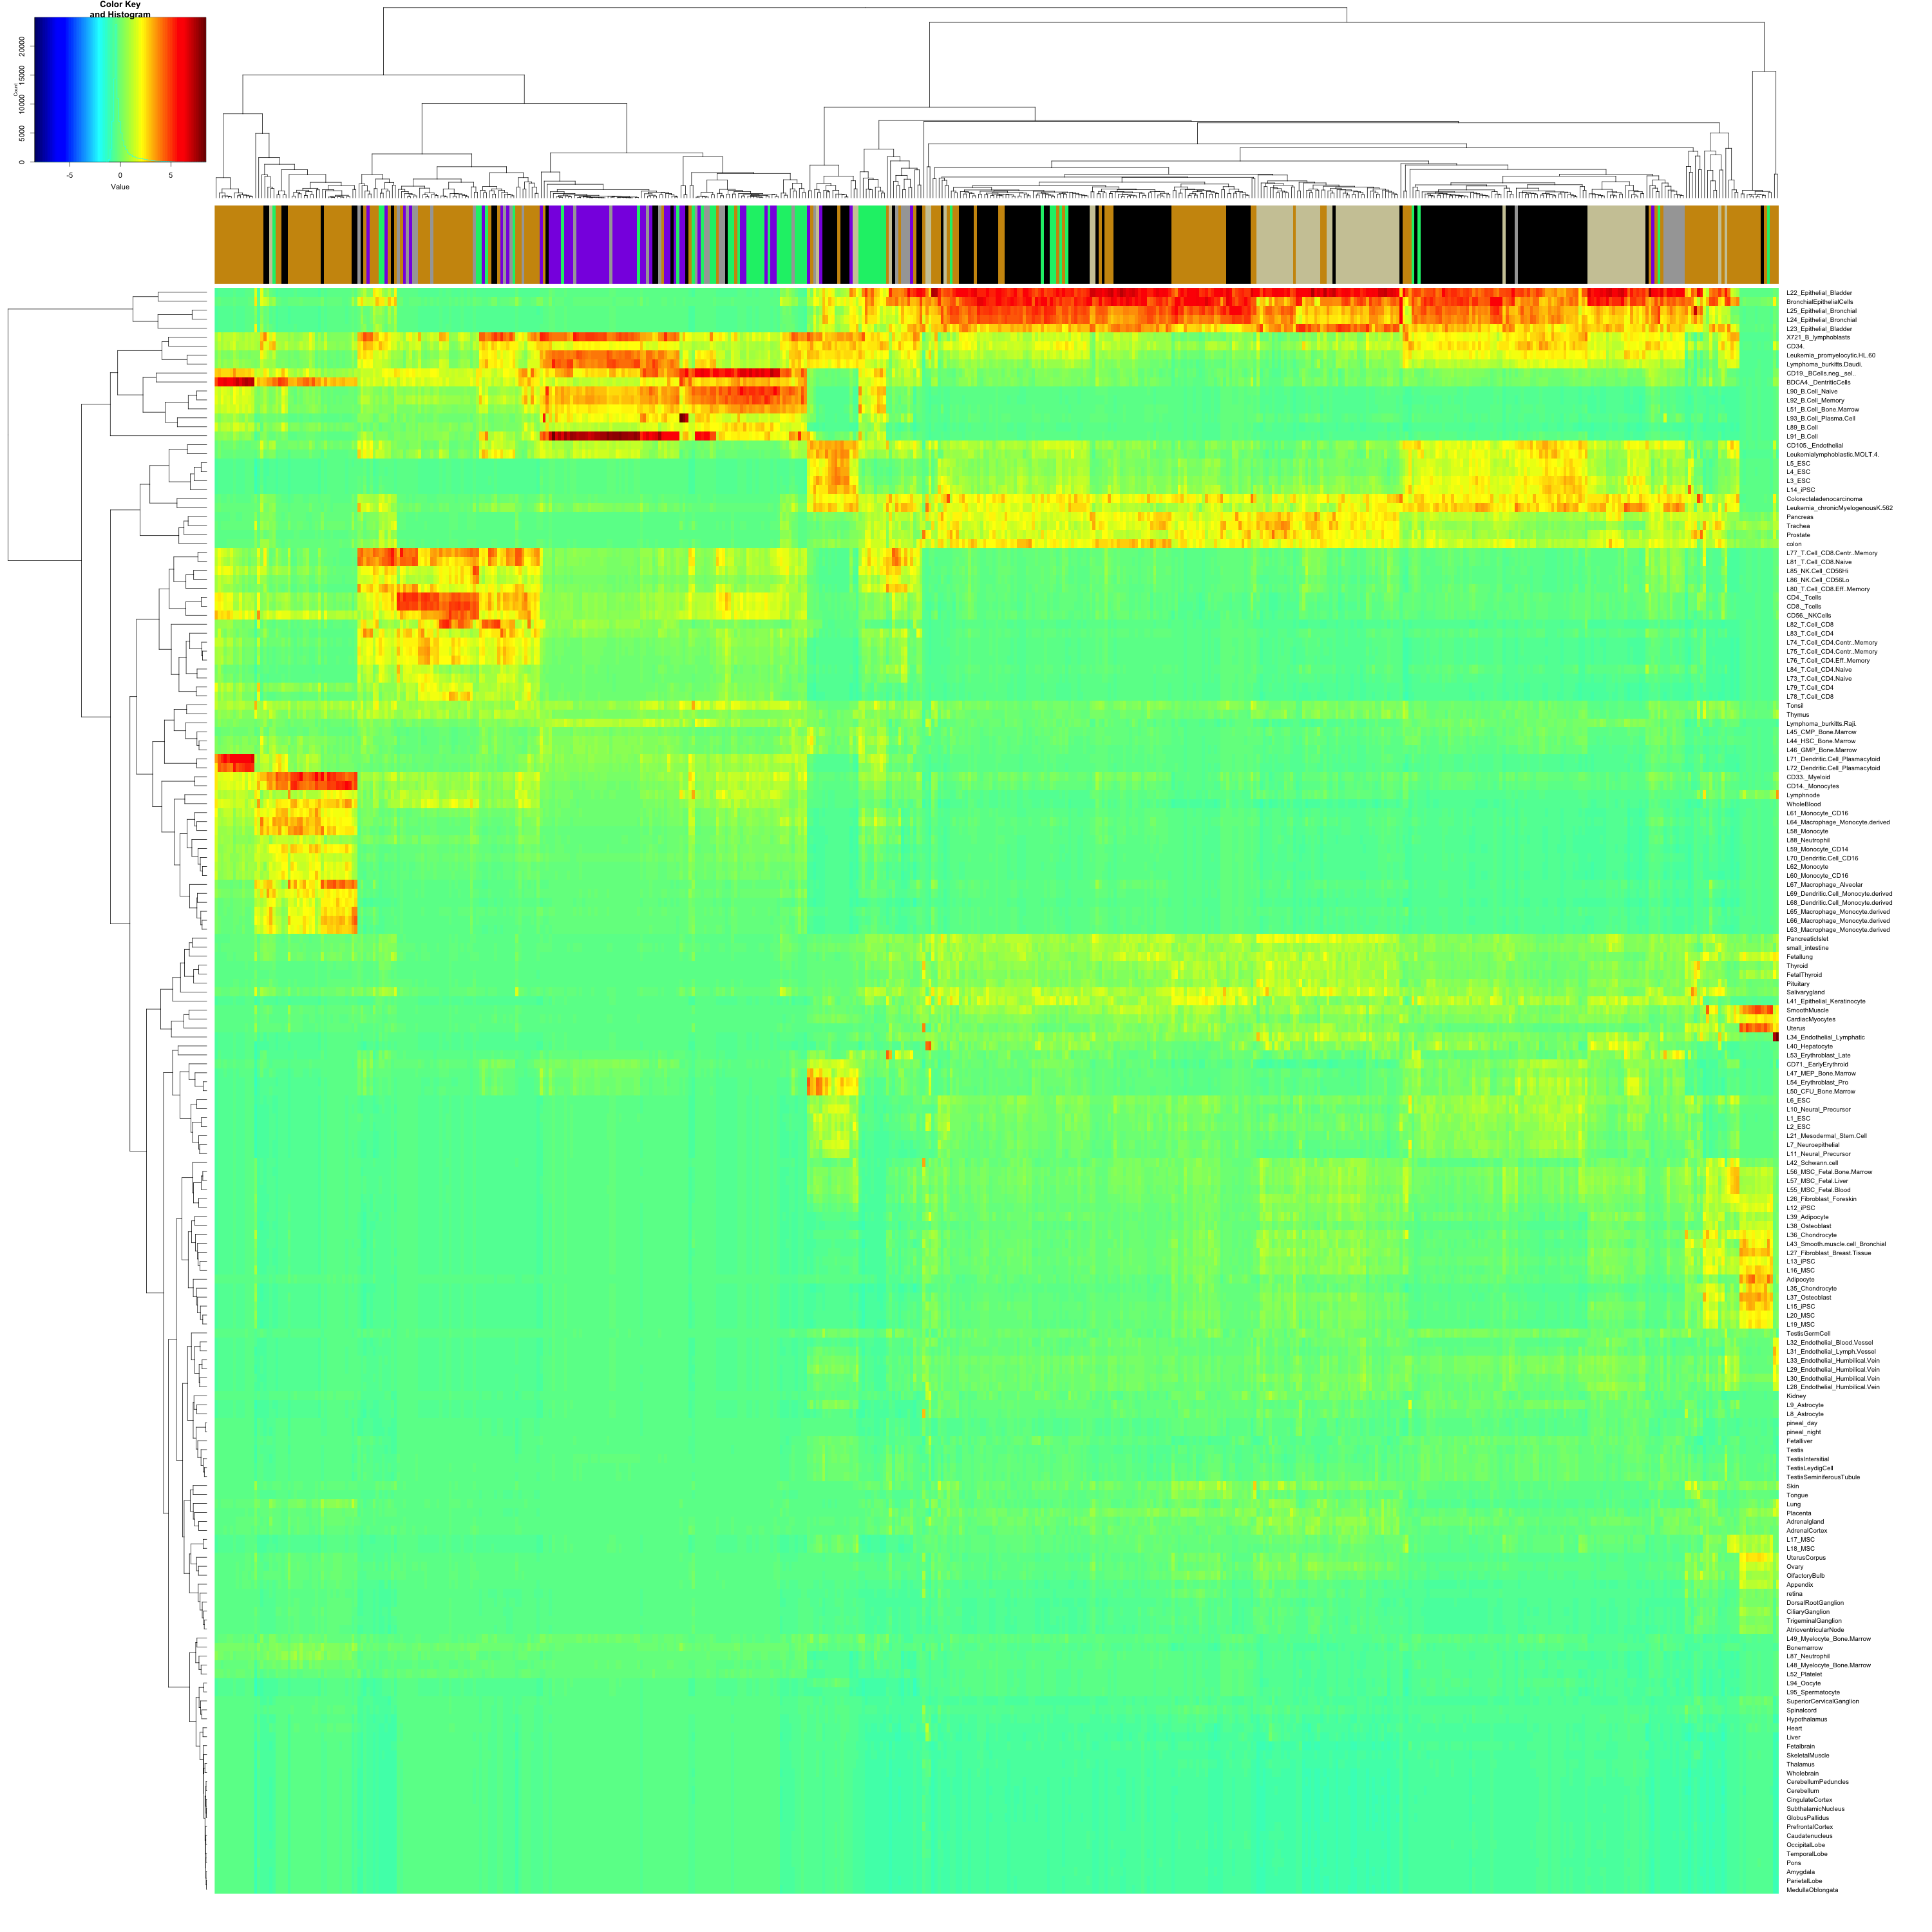 Color Key
and Histogram
Count
0
5000
10000
15000
20000
-5
0
5
Value
L22_Epithelial_Bladder
BronchialEpithelialCells
L25_Epithelial_Bronchial
L24_Epithelial_Bronchial
L23_Epithelial_Bladder
X721_B_lymphoblasts
CD34.
Leukemia_promyelocytic.HL.60
Lymphoma_burkitts.Daudi.
CD19._BCells.neg._sel..
BDCA4._DentriticCells
L90_B.Cell_Naive
L92_B.Cell_Memory
L51_B.Cell_Bone.Marrow
L93_B.Cell_Plasma.Cell
L89_B.Cell
L91_B.Cell
CD105._Endothelial
Leukemialymphoblastic.MOLT.4.
L5_ESC
L4_ESC
L3_ESC
L14_iPSC
Colorectaladenocarcinoma
Leukemia_chronicMyelogenousK.562
Pancreas
Trachea
Prostate
colon
L77_T.Cell_CD8.Centr..Memory
L81_T.Cell_CD8.Naive
L85_NK.Cell_CD56Hi
L86_NK.Cell_CD56Lo
L80_T.Cell_CD8.Eff..Memory
CD4._Tcells
CD8._Tcells
CD56._NKCells
L82_T.Cell_CD8
L83_T.Cell_CD4
L74_T.Cell_CD4.Centr..Memory
L75_T.Cell_CD4.Centr..Memory
L76_T.Cell_CD4.Eff..Memory
L84_T.Cell_CD4.Naive
L73_T.Cell_CD4.Naive
L79_T.Cell_CD4
L78_T.Cell_CD8
Tonsil
Thymus
Lymphoma_burkitts.Raji.
L45_CMP_Bone.Marrow
L44_HSC_Bone.Marrow
L46_GMP_Bone.Marrow
L71_Dendritic.Cell_Plasmacytoid
L72_Dendritic.Cell_Plasmacytoid
CD33._Myeloid
CD14._Monocytes
Lymphnode
WholeBlood
L61_Monocyte_CD16
L64_Macrophage_Monocyte.derived
L58_Monocyte
L88_Neutrophil
L59_Monocyte_CD14
L70_Dendritic.Cell_CD16
L62_Monocyte
L60_Monocyte_CD16
L67_Macrophage_Alveolar
L69_Dendritic.Cell_Monocyte.derived
L68_Dendritic.Cell_Monocyte.derived
L65_Macrophage_Monocyte.derived
L66_Macrophage_Monocyte.derived
L63_Macrophage_Monocyte.derived
PancreaticIslet
small_intestine
Fetallung
Thyroid
FetalThyroid
Pituitary
Salivarygland
L41_Epithelial_Keratinocyte
SmoothMuscle
CardiacMyocytes
Uterus
L34_Endothelial_Lymphatic
L40_Hepatocyte
L53_Erythroblast_Late
CD71._EarlyErythroid
L47_MEP_Bone.Marrow
L54_Erythroblast_Pro
L50_CFU_Bone.Marrow
L6_ESC
L10_Neural_Precursor
L1_ESC
L2_ESC
L21_Mesodermal_Stem.Cell
L7_Neuroepithelial
L11_Neural_Precursor
L42_Schwann.cell
L56_MSC_Fetal.Bone.Marrow
L57_MSC_Fetal.Liver
L55_MSC_Fetal.Blood
L26_Fibroblast_Foreskin
L12_iPSC
L39_Adipocyte
L38_Osteoblast
L36_Chondrocyte
L43_Smooth.muscle.cell_Bronchial
L27_Fibroblast_Breast.Tissue
L13_iPSC
L16_MSC
Adipocyte
L35_Chondrocyte
L37_Osteoblast
L15_iPSC
L20_MSC
L19_MSC
TestisGermCell
L32_Endothelial_Blood.Vessel
L31_Endothelial_Lymph.Vessel
L33_Endothelial_Humbilical.Vein
L29_Endothelial_Humbilical.Vein
L30_Endothelial_Humbilical.Vein
L28_Endothelial_Humbilical.Vein
Kidney
L9_Astrocyte
L8_Astrocyte
pineal_day
pineal_night
Fetalliver
Testis
TestisIntersitial
TestisLeydigCell
TestisSeminiferousTubule
Skin
Tongue
Lung
Placenta
Adrenalgland
AdrenalCortex
L17_MSC
L18_MSC
UterusCorpus
Ovary
OlfactoryBulb
Appendix
retina
DorsalRootGanglion
CiliaryGanglion
TrigeminalGanglion
AtrioventricularNode
L49_Myelocyte_Bone.Marrow
Bonemarrow
L87_Neutrophil
L48_Myelocyte_Bone.Marrow
L52_Platelet
L94_Oocyte
L95_Spermatocyte
SuperiorCervicalGanglion
Spinalcord
Hypothalamus
Heart
Liver
Fetalbrain
SkeletalMuscle
Thalamus
Wholebrain
CerebellumPeduncles
Cerebellum
CingulateCortex
SubthalamicNucleus
GlobusPallidus
PrefrontalCortex
Caudatenucleus
OccipitalLobe
TemporalLobe
Pons
Amygdala
ParietalLobe
MedullaOblongata